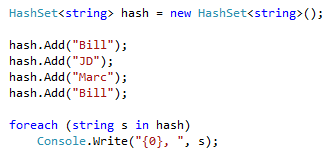 HashSet<string> hash = new HashSet<string>();
hash.Add("Bill");
hash.Add("JD");
hash.Add("Marc");
hash.Add("Bill");
foreach (string s in hash)
Console.Write("{0}, ", s);